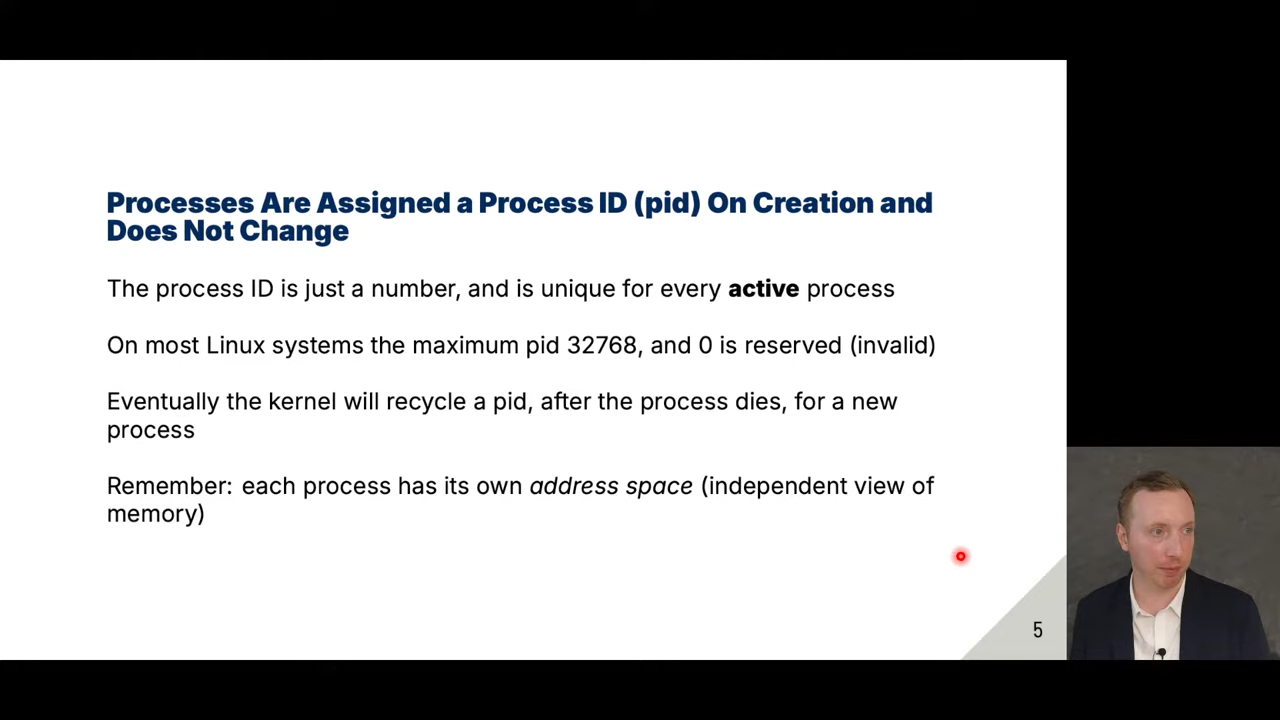 Processes Are Assigned a Process ID (pid) On Creation and
Does Not Change
The process ID is just a number, and is unique for every active process
On most Linux systems the maximum pid 32768, and 0 is reserved (invalid)
Eventually the kernel will recycle a pid, after the process dies, for a new
process
Remember: each process has its own address space (independent view of
memory)
5